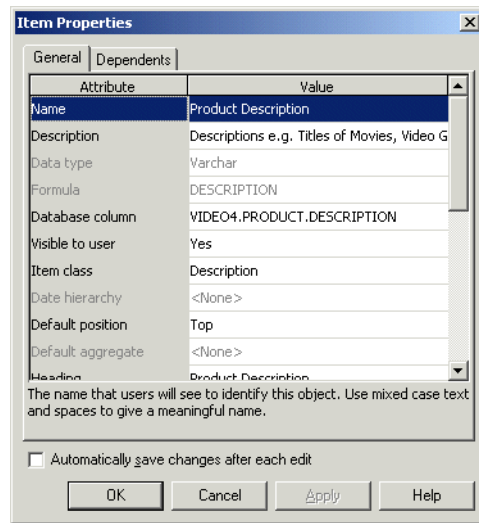 Item Properties
General Dependents
Attribute Value
Name Product Description
Description Descriptions e.g. Titles of Movies, Video G
Data type Varchar
Formula DESCRIPTION
Database column VIDEO4.PRODUCT.DESCRIPTION
Visible to user Yes
Item class Description
Date hierarchy <None>
Default position Top
Default aggregate <None>
Heading Product Description
The name that users will see to identify this object. Use mixed case text
and spaces to give a meaningful name.
Automatically save changes after each edit
OK Cancel Apply Help